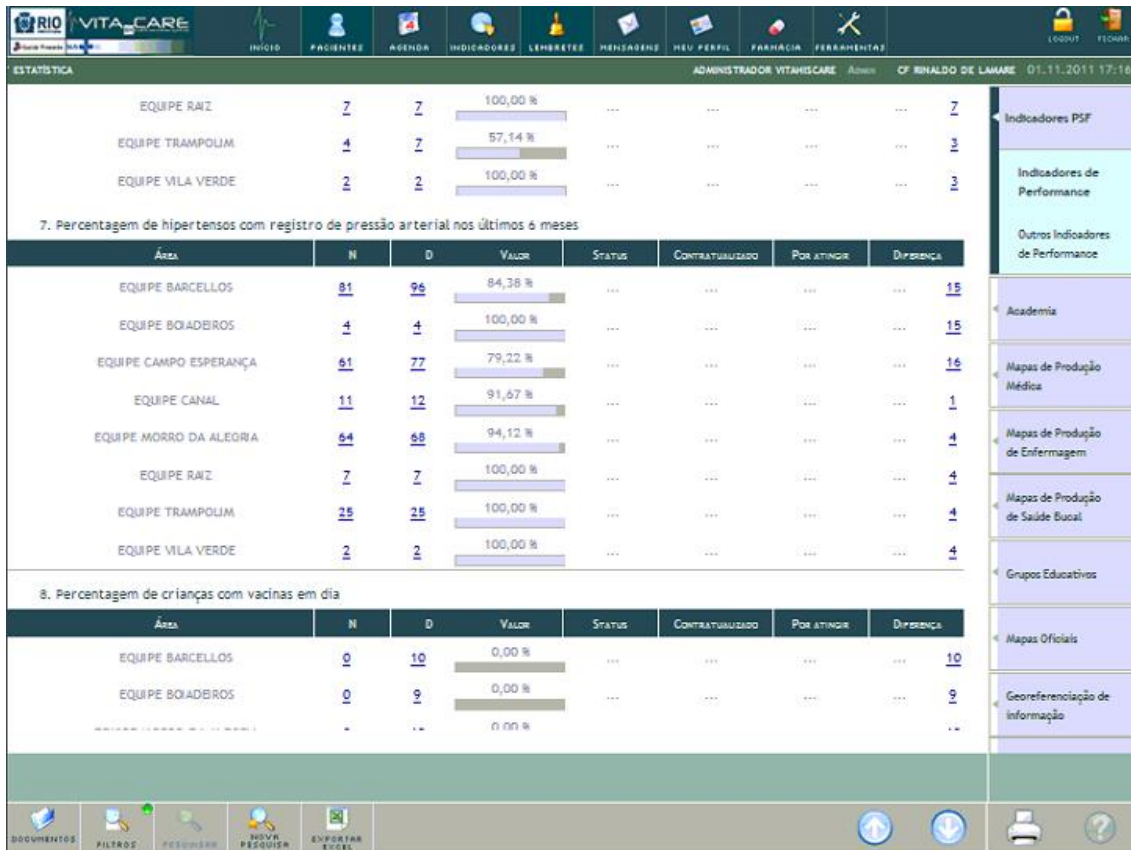 RIO VITA CARE
INÍCIO PACIENTES AGENDA INDICADORES LEMBRETES MENSAGENS MEU PERFIL FARMÁCIA FERRAMENTAS LOGOUT FECHAR
ESTATÍSTICA ADMINISTRADOR VITAHISCARE Admin CF RINALDO DE LAMARE 01.11.2011 17:16
EQUIPE RAIZ 7 7 100,00 % ... ... ... ... 7
EQUIPE TRAMPOLIM 4 7 57,14 % ... ... ... ... 3
EQUIPE VILA VERDE 2 2 100,00 % ... ... ... ... 3
7. Percentagem de hipertensos com registro de pressão arterial nos últimos 6 meses
ÁREA N D VALOR STATUS CONTRATUALIZADO POR ATINGIR DIFERENÇA
EQUIPE BARCELLOS 81 96 84,38 % ... ... ... ... 15
EQUIPE BOIADEIROS 4 4 100,00 % ... ... ... ... 15
EQUIPE CAMPO ESPERANÇA 61 77 79,22 % ... ... ... ... 16
EQUIPE CANAL 11 12 91,67 % ... ... ... ... 1
EQUIPE MORRO DA ALEGRIA 64 68 94,12 % ... ... ... ... 4
EQUIPE RAIZ 7 7 100,00 % ... ... ... ... 4
EQUIPE TRAMPOLIM 25 25 100,00 % ... ... ... ... 4
EQUIPE VILA VERDE 2 2 100,00 % ... ... ... ... 4
8. Percentagem de crianças com vacinas em dia
ÁREA N D VALOR STATUS CONTRATUALIZADO POR ATINGIR DIFERENÇA
EQUIPE BARCELLOS 0 10 0,00 % ... ... ... ... 10
EQUIPE BOIADEIROS 0 9 0,00 % ... ... ... ... 9
0,00 %
Indicadores PSF
Indicadores de
Performance
Outros Indicadores
de Performance
Academia
Mapas de Produção
Médica
Mapas de Produção
de Enfermagem
Mapas de Produção
de Saúde Bucal
Grupos Educativos
Mapas Oficiais
Georeferenciação de
informação
DOCUMENTOS FILTROS PESQUISAR NOVA PESQUISA EXPORTAR EXCEL